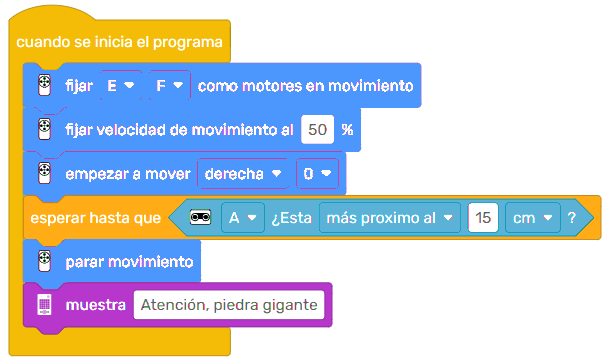 cuando se inicia el programa
fijar E F como motores en movimiento
fijar velocidad de movimiento al 50 %
empezar a mover derecha 0
esperar hasta que A ¿Esta más proximo al 15 cm ?
parar movimiento
muestra Atención, piedra gigante